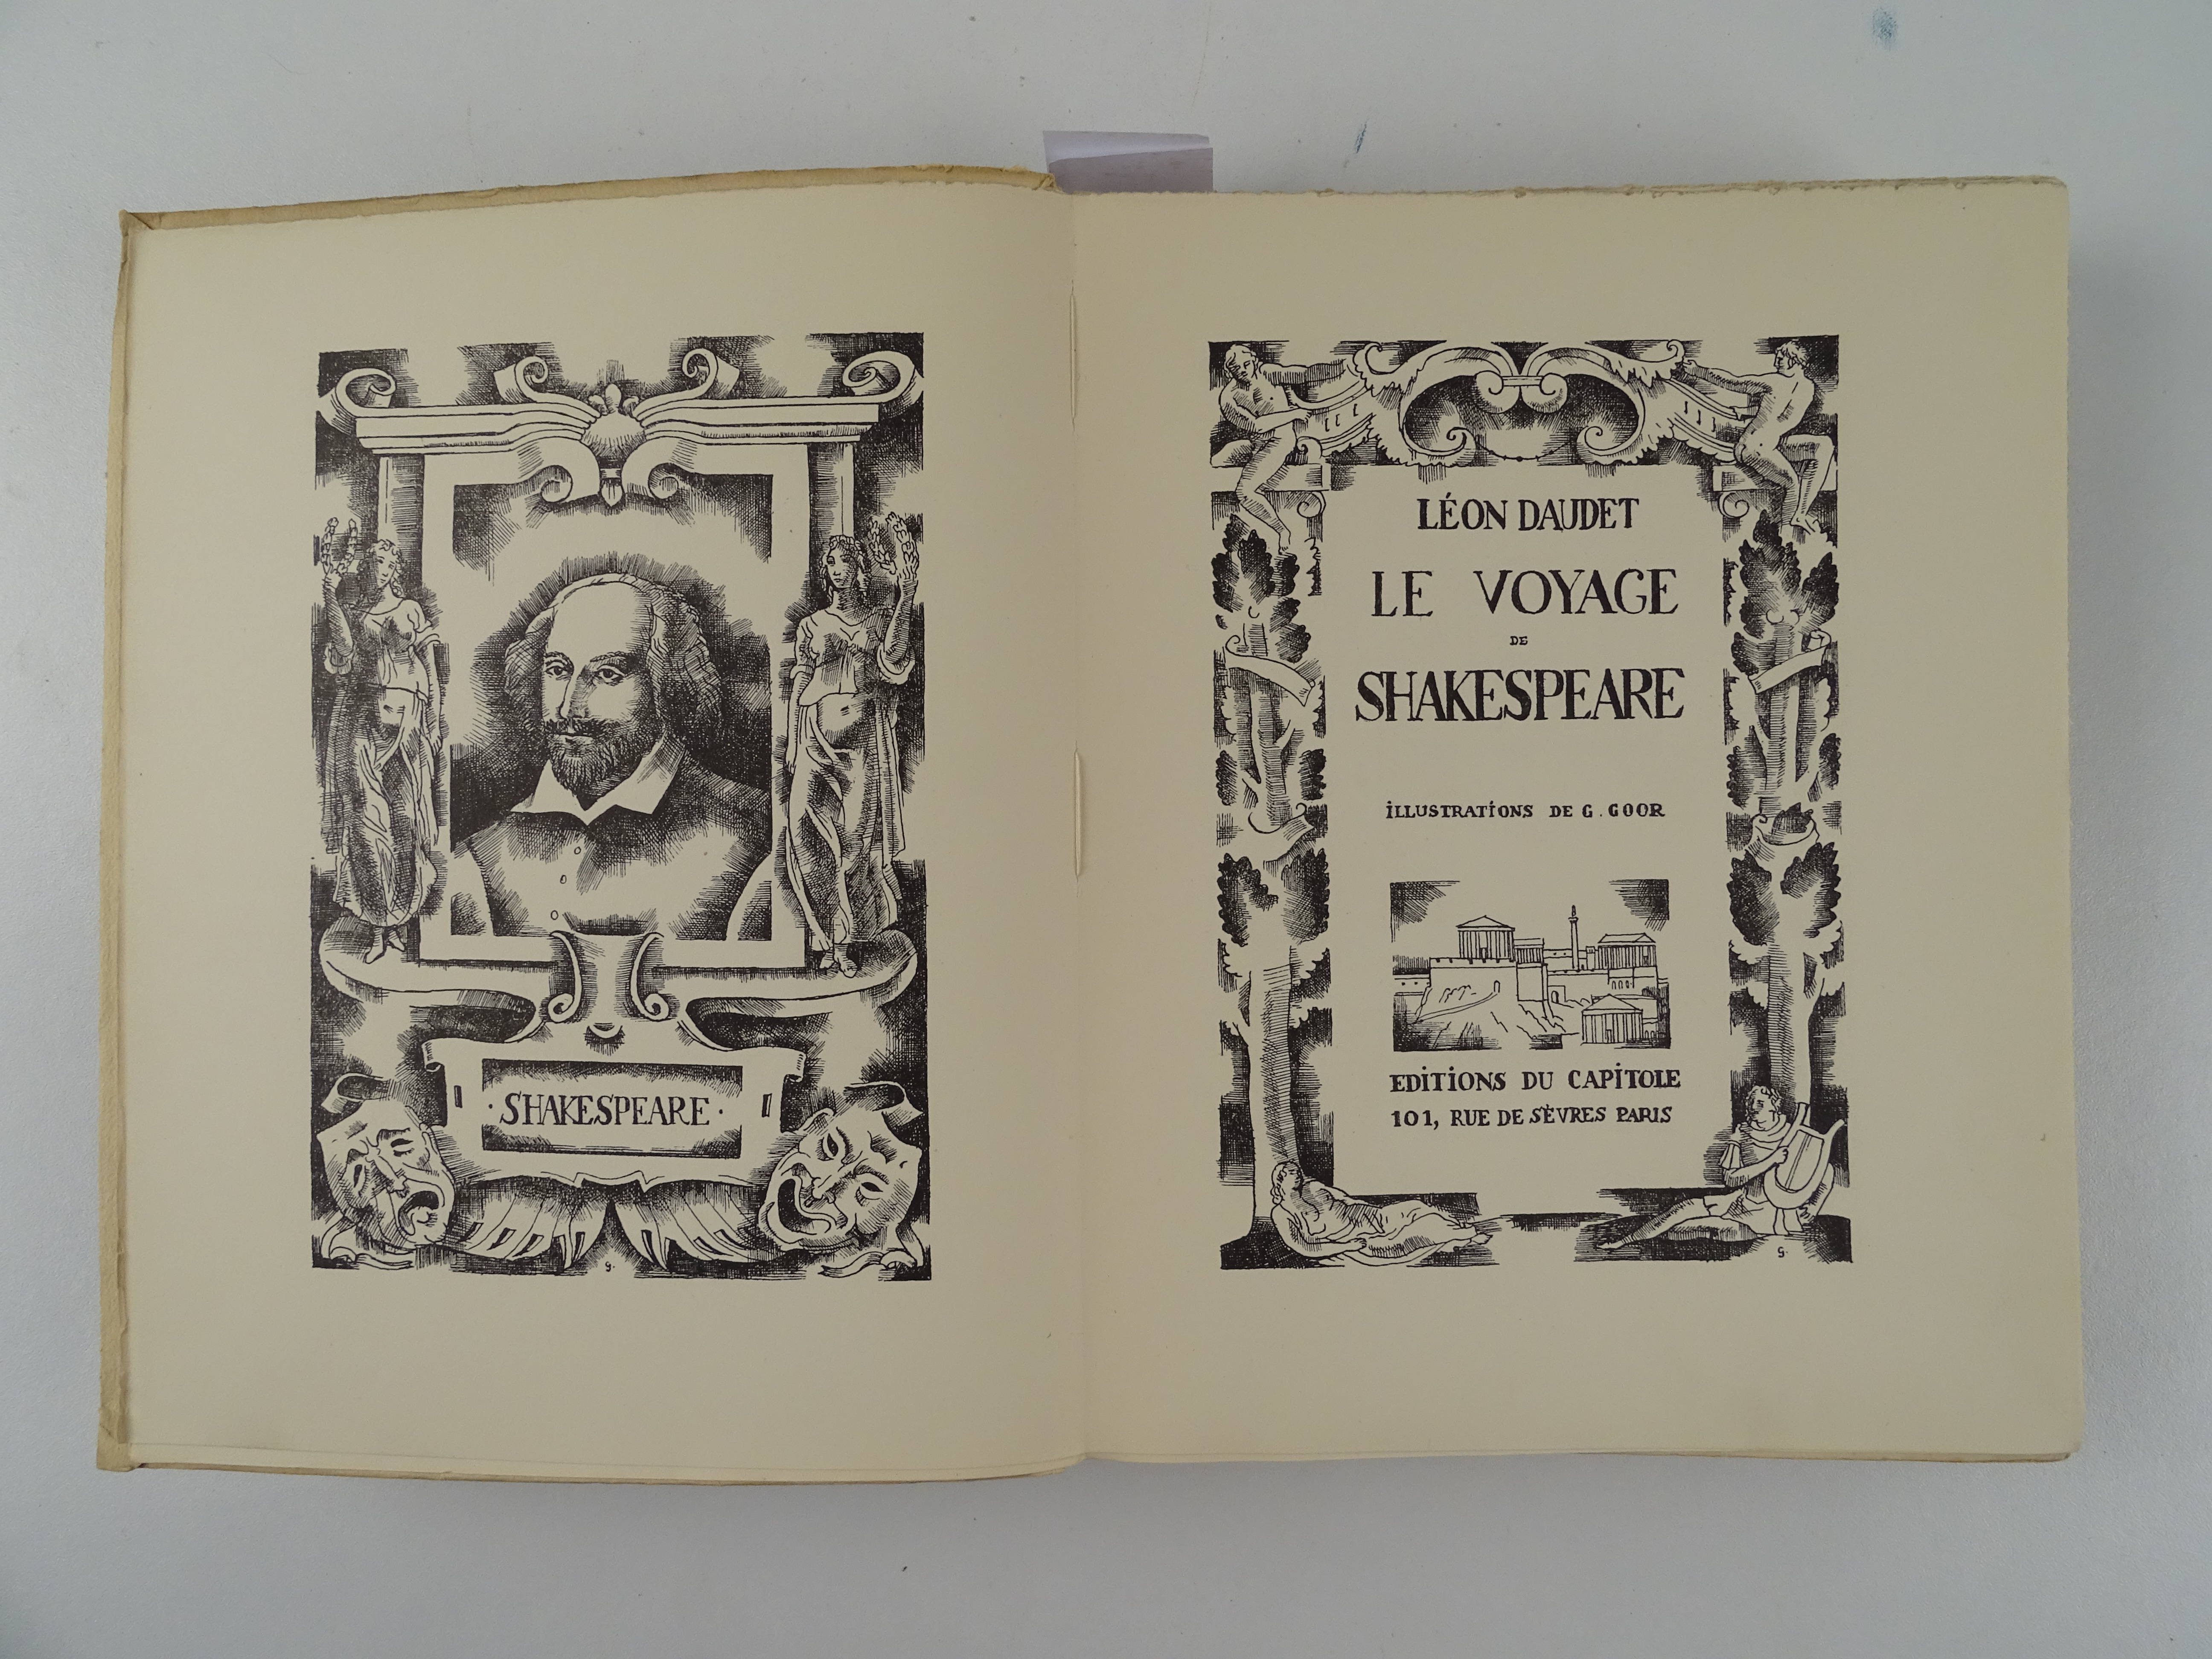 · SHAKESPEARE ·
g.
LÉON DAUDET
LE VOYAGE
DE
SHAKESPEARE
ILLUSTRATIONS DE G. GOOR
EDITIONS DU CAPITOLE
101, RUE DE SÈVRES PARIS
g.